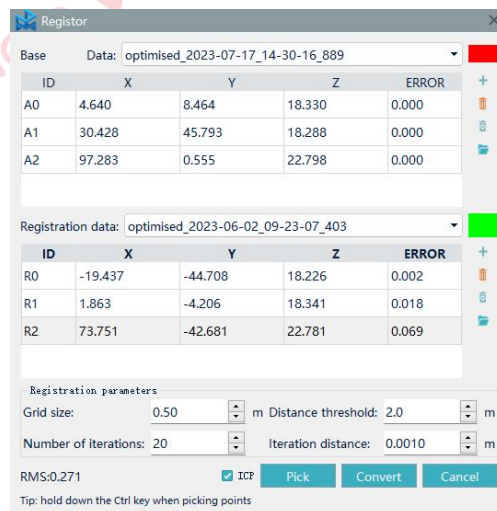 Registor
Base Data: optimised_2023-07-17_14-30-16_889
ID X Y Z ERROR
A0 4.640 8.464 18.330 0.000
A1 30.428 45.793 18.288 0.000
A2 97.283 0.555 22.798 0.000
Registration data: optimised_2023-06-02_09-23-07_403
ID X Y Z ERROR
R0 -19.437 -44.708 18.226 0.002
R1 1.863 -4.206 18.341 0.018
R2 73.751 -42.681 22.781 0.069
Registration parameters
Grid size: 0.50 m Distance threshold: 2.0 m
Number of iterations: 20 Iteration distance: 0.0010 m
RMS:0.271 ICP Pick Convert Cancel
Tip: hold down the Ctrl key when picking points